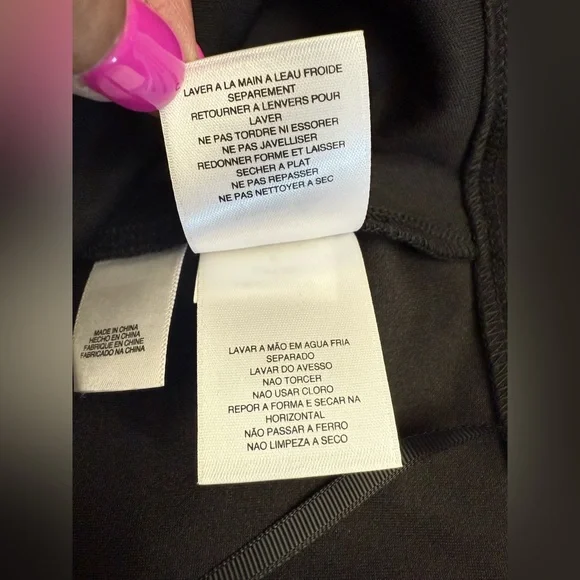 LAVER A LA MAIN A LEAU FROIDE
SEPAREMENT
RETOURNER A LENVERS POUR
LAVER
NE PAS TORDRE NI ESSORER
NE PAS JAVELLISER
REDONNER FORME ET LAISSER
SECHER A PLAT
NE PAS REPASSER
NE PAS NETTOYER A SEC
MADE IN CHINA
HECHO EN CHINA
FABRIQUE EN CHINE
FABRICADO NA CHINA
LAVAR A MÃO EM AGUA FRIA
SEPARADO
LAVAR DO AVESSO
NAO TORCER
NAO USAR CLORO
REPOR A FORMA E SECAR NA
HORIZONTAL
NÃO PASSAR A FERRO
NAO LIMPEZA A SECO